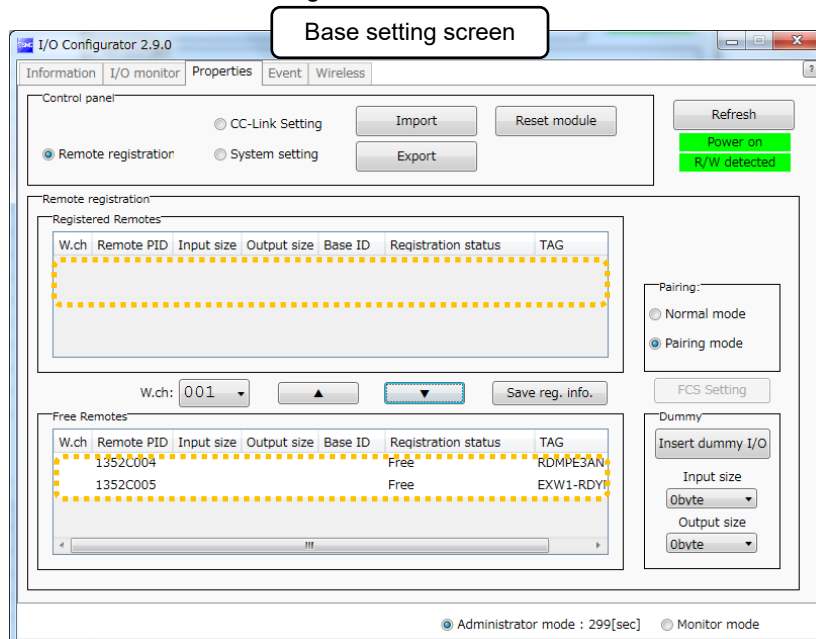 Base setting screen
SMC I/O Configurator 2.9.0
Information I/O monitor Properties Event Wireless ?
Control panel
CC-Link Setting Import Reset module Refresh
Remote registration System setting Export Power on
R/W detected
Remote registration
Registered Remotes
W.ch Remote PID Input size Output size Base ID Registration status TAG
Pairing:
Normal mode
Pairing mode
W.ch: 001 ▲ ▼ Save reg. info. FCS Setting
Free Remotes Dummy
W.ch Remote PID Input size Output size Base ID Registration status TAG Insert dummy I/O
1352C004 Free RDMPE3AN
1352C005 Free EXW1-RDY
Input size
0byte
Output size
0byte
Administrator mode : 299[sec] Monitor mode